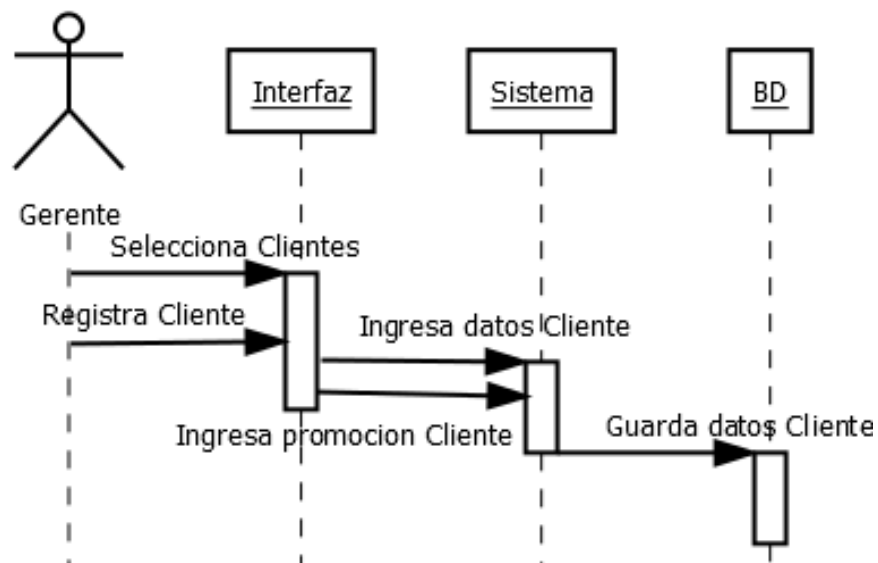 Interfaz
Sistema
BD
Gerente
Selecciona Clientes
Registra Cliente
Ingresa datos Cliente
Ingresa promocion Cliente
Guarda datos Cliente